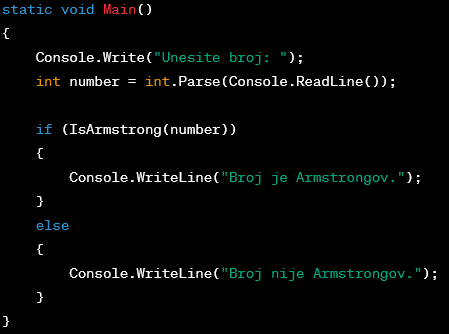 static void Main()
{
    Console.Write("Unesite broj: ");
    int number = int.Parse(Console.ReadLine());

    if (IsArmstrong(number))
    {
        Console.WriteLine("Broj je Armstrongov.");
    }
    else
    {
        Console.WriteLine("Broj nije Armstrongov.");
    }
}